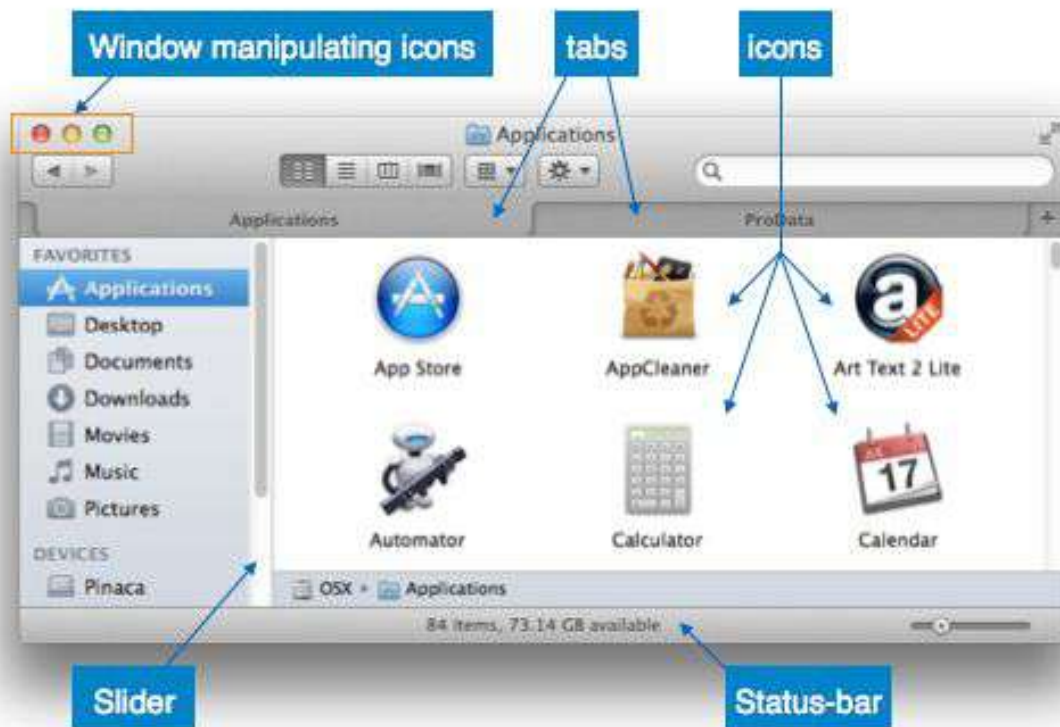 Window manipulating icons
tabs
icons
Applications
Applications
ProData
+
FAVORITES
Applications
Desktop
Documents
Downloads
Movies
Music
Pictures
DEVICES
Pinaca
App Store
AppCleaner
a
LITE
Art Text 2 Lite
Automator
Calculator
17
Calendar
OSX
Applications
84 items, 73.14 GB available
Slider
Status-bar